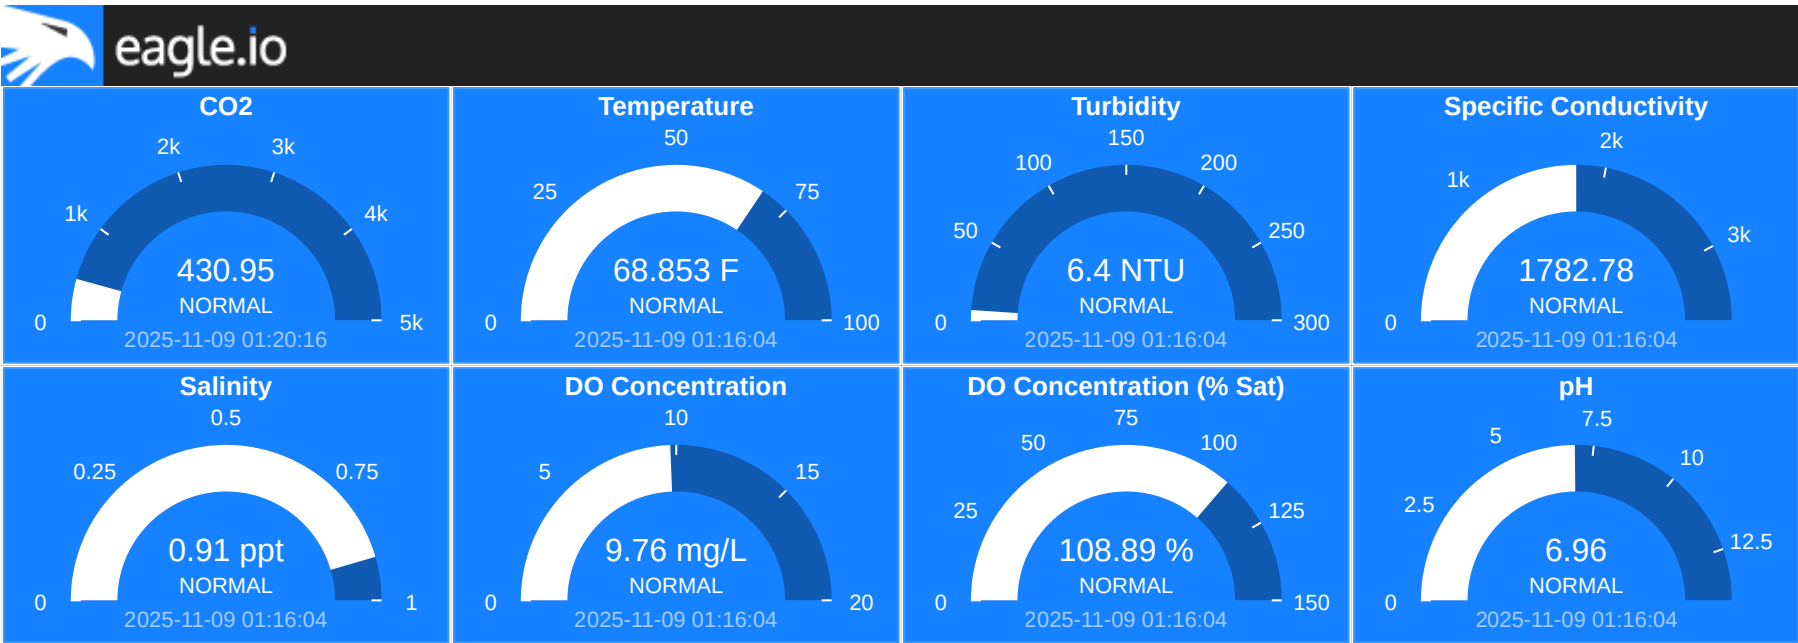 eagle.io
CO2
2k 3k
1k 4k
430.95
NORMAL
0 5k
2025-11-09 01:20:16
Temperature
50
25 75
68.853 F
NORMAL
0 100
2025-11-09 01:16:04
Turbidity
150
100 200
50 250
6.4 NTU
NORMAL
0 300
2025-11-09 01:16:04
Specific Conductivity
2k
1k
3k
1782.78
NORMAL
0
2025-11-09 01:16:04
Salinity
0.5
0.25 0.75
0.91 ppt
NORMAL
0 1
2025-11-09 01:16:04
DO Concentration
10
5 15
9.76 mg/L
NORMAL
0 20
2025-11-09 01:16:04
DO Concentration (% Sat)
75
50 100
25 125
108.89 %
NORMAL
0 150
2025-11-09 01:16:04
pH
7.5
5
10
2.5
12.5
6.96
NORMAL
0
2025-11-09 01:16:04